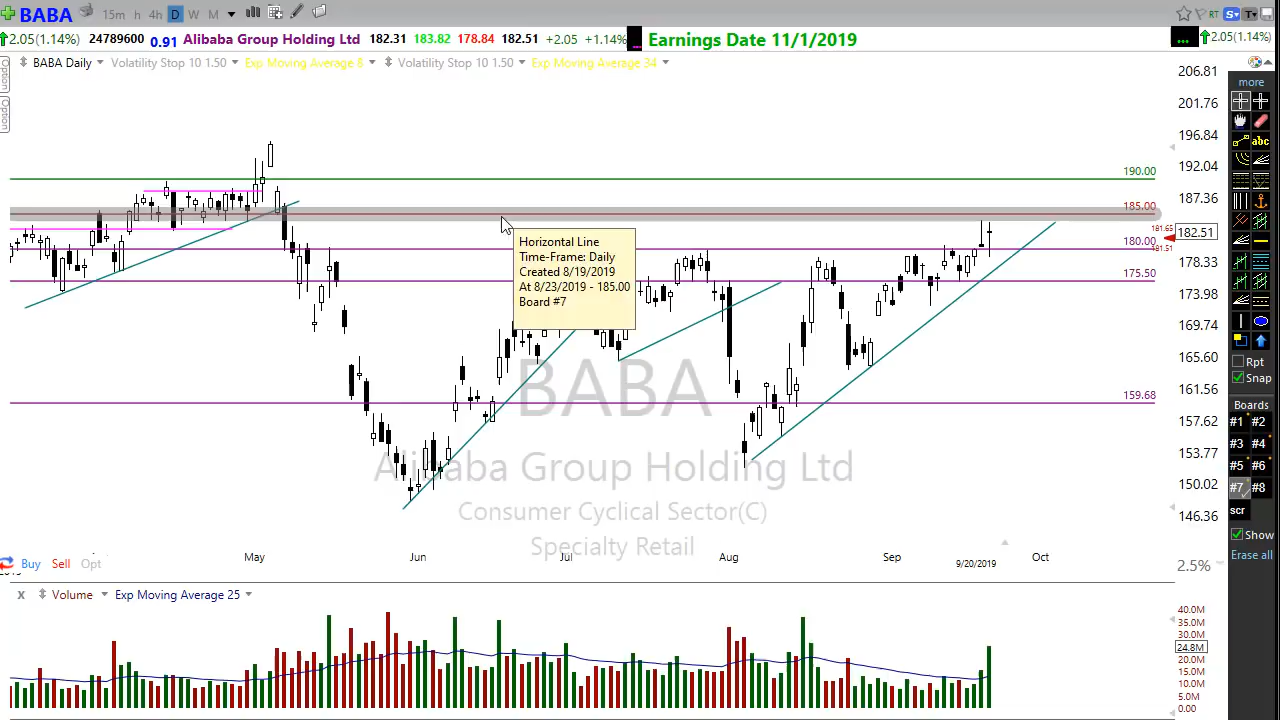 BABA 15m h 4h D W M RT S T
2.05(1.14%) 24789600 0.91 Alibaba Group Holding Ltd 182.31 183.82 178.84 182.51 +2.05 +1.14% ... Earnings Date 11/1/2019 ... 2.05(1.14%)
Option
Option
BABA Daily Volatility Stop 10 1.50 Exp Moving Average 8 Volatility Stop 10 1.50 Exp Moving Average 34
206.81
201.76
196.84
192.04
187.36
182.51
178.33
173.98
169.74
165.60
161.56
157.62
153.77
150.02
146.36
2.5%
190.00
185.00
181.65
180.00
181.51
175.50
159.68
Horizontal Line
Time-Frame: Daily
Created 8/19/2019
At 8/23/2019 - 185.00
Board #7
BABA
Alibaba Group Holding Ltd
Consumer Cyclical Sector(C)
Specialty Retail
May Jun Jul Aug Sep Oct
9/20/2019
Buy Sell Opt
x Volume Exp Moving Average 25
40.0M
35.0M
30.0M
24.8M
20.0M
15.0M
10.0M
5.0M
0.00
more
abc
Rpt
Snap
Boards
#1 #2
#3 #4
#5 #6
#7 #8
scr
Show
Erase all